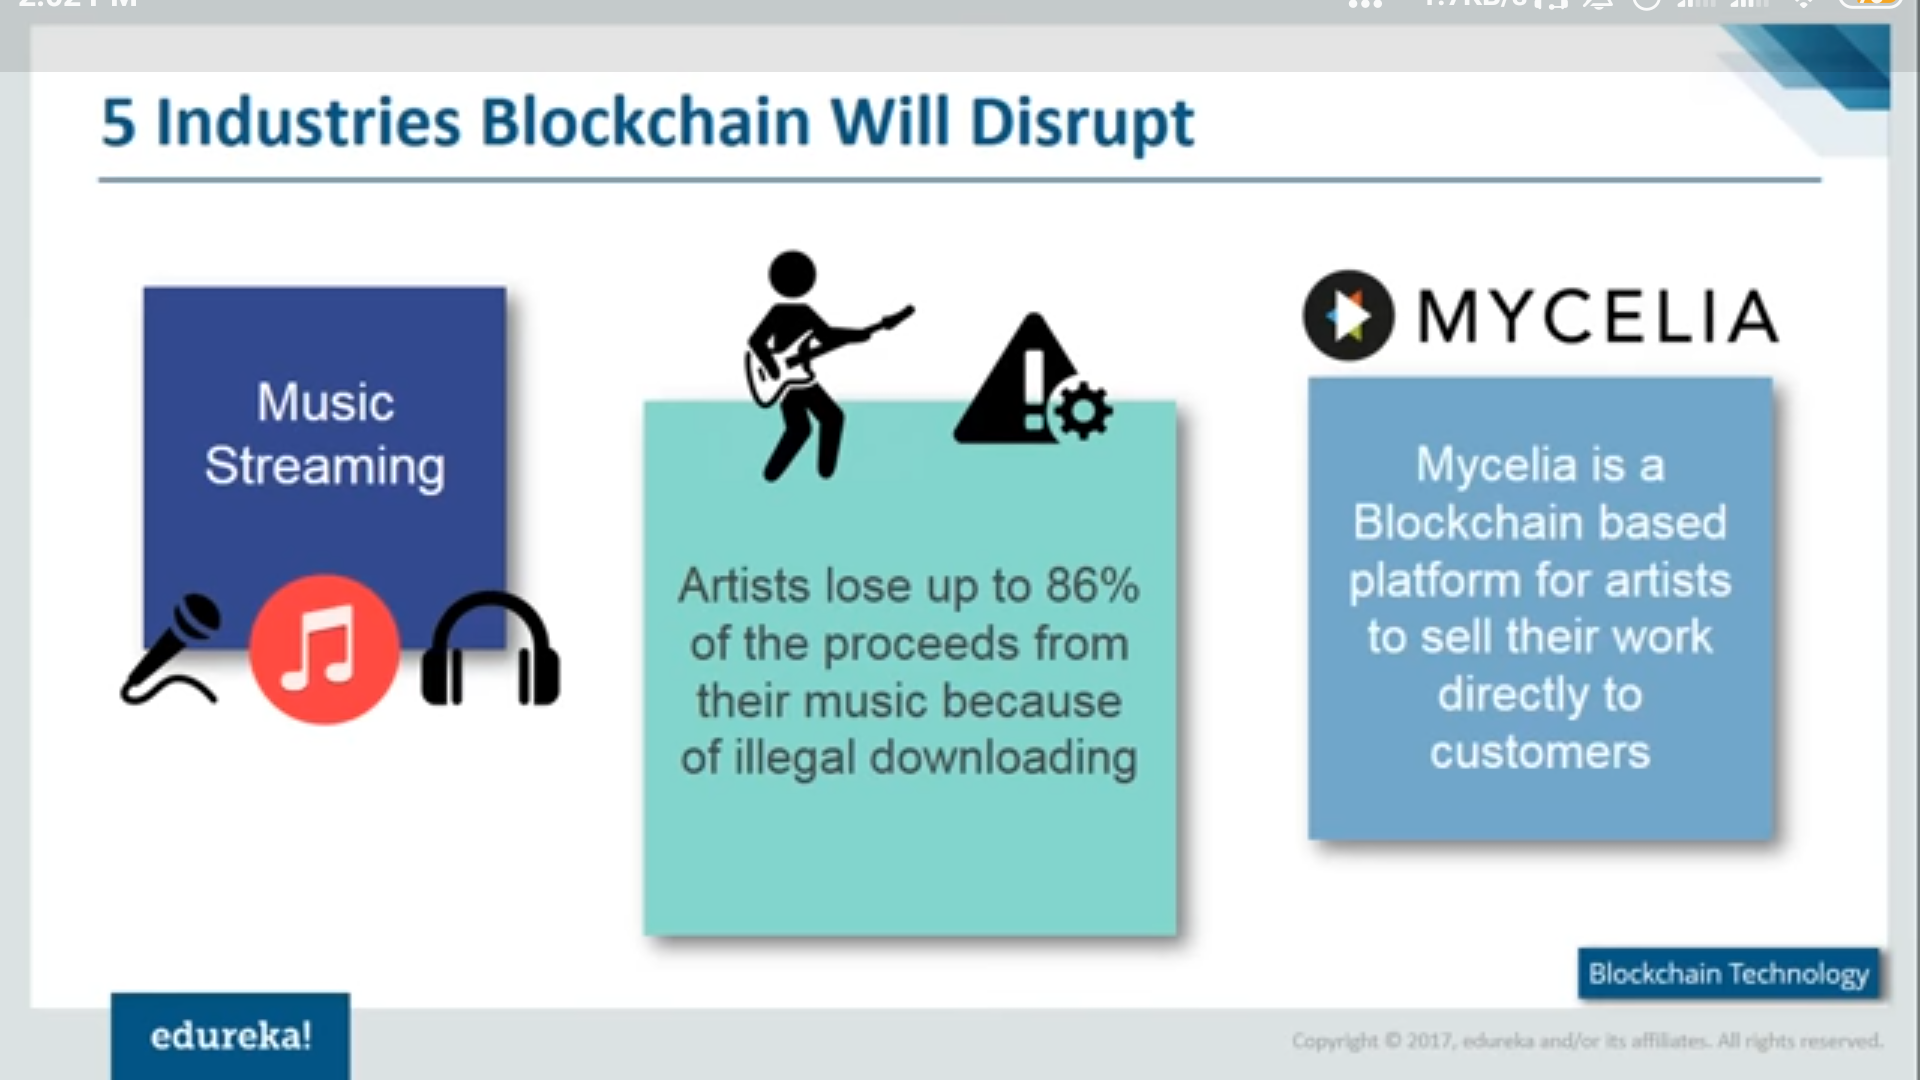 5 Industries Blockchain Will Disrupt
Music
Streaming
Artists lose up to 86%
of the proceeds from
their music because
of illegal downloading
MYCELIA
Mycelia is a
Blockchain based
platform for artists
to sell their work
directly to
customers
Blockchain Technology
edureka!
Copyright © 2017, edureka and/or its affiliates. All rights reserved.